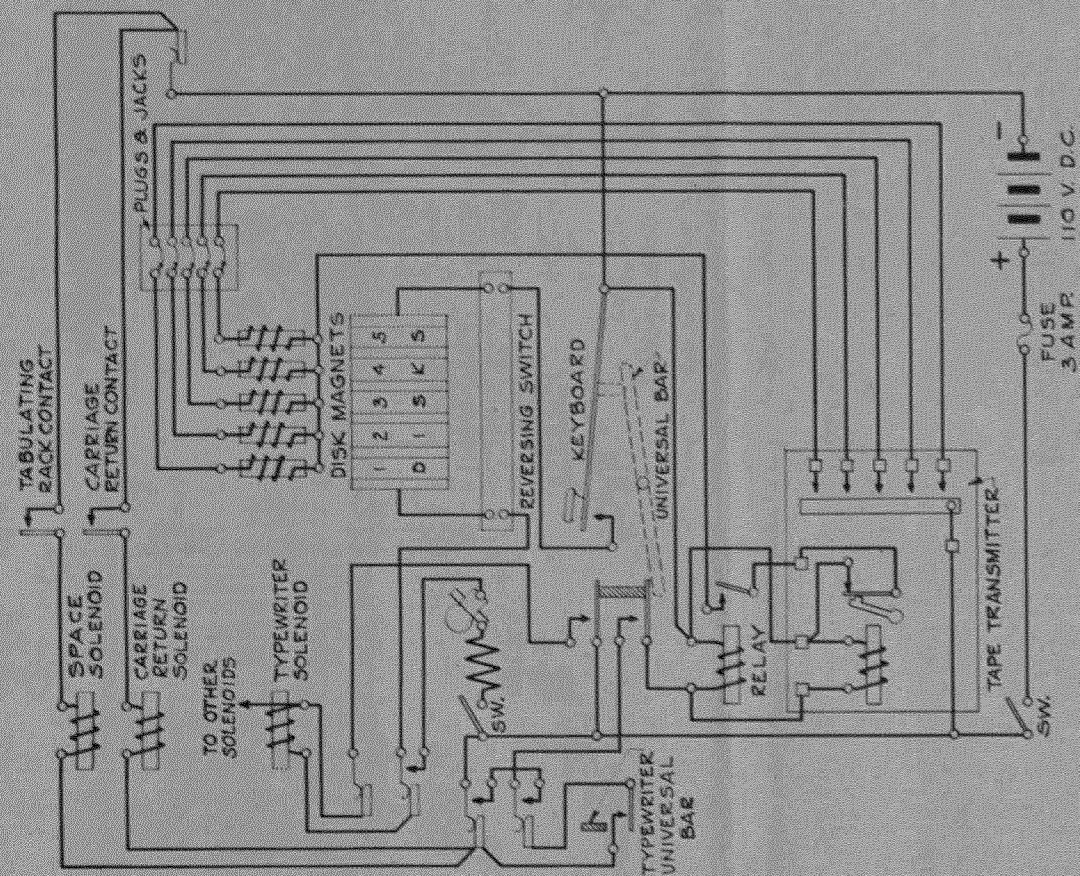 TABULATING
RACK CONTACT
CARRIAGE
RETURN CONTACT
PLUGS & JACKS
SPACE
SOLENOID
CARRIAGE
RETURN
SOLENOID
TO OTHER
SOLENOIDS
TYPEWRITER
SOLENOID
DISK MAGNETS
1 2 3 4 5
D I S K S
REVERSING SWITCH
KEYBOARD
UNIVERSAL BAR
SW.
TYPEWRITER
UNIVERSAL
BAR
RELAY
TAPE TRANSMITTER
SW.
+
−
FUSE
3 AMP.
110 V. D.C.